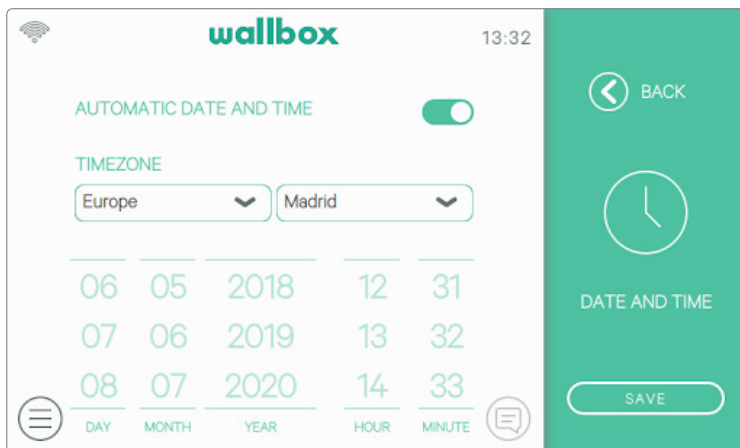 wallbox 13:32
BACK
AUTOMATIC DATE AND TIME
TIMEZONE
Europe Madrid
06 05 2018 12 31
DATE AND TIME
07 06 2019 13 32
08 07 2020 14 33
SAVE
DAY MONTH YEAR HOUR MINUTE